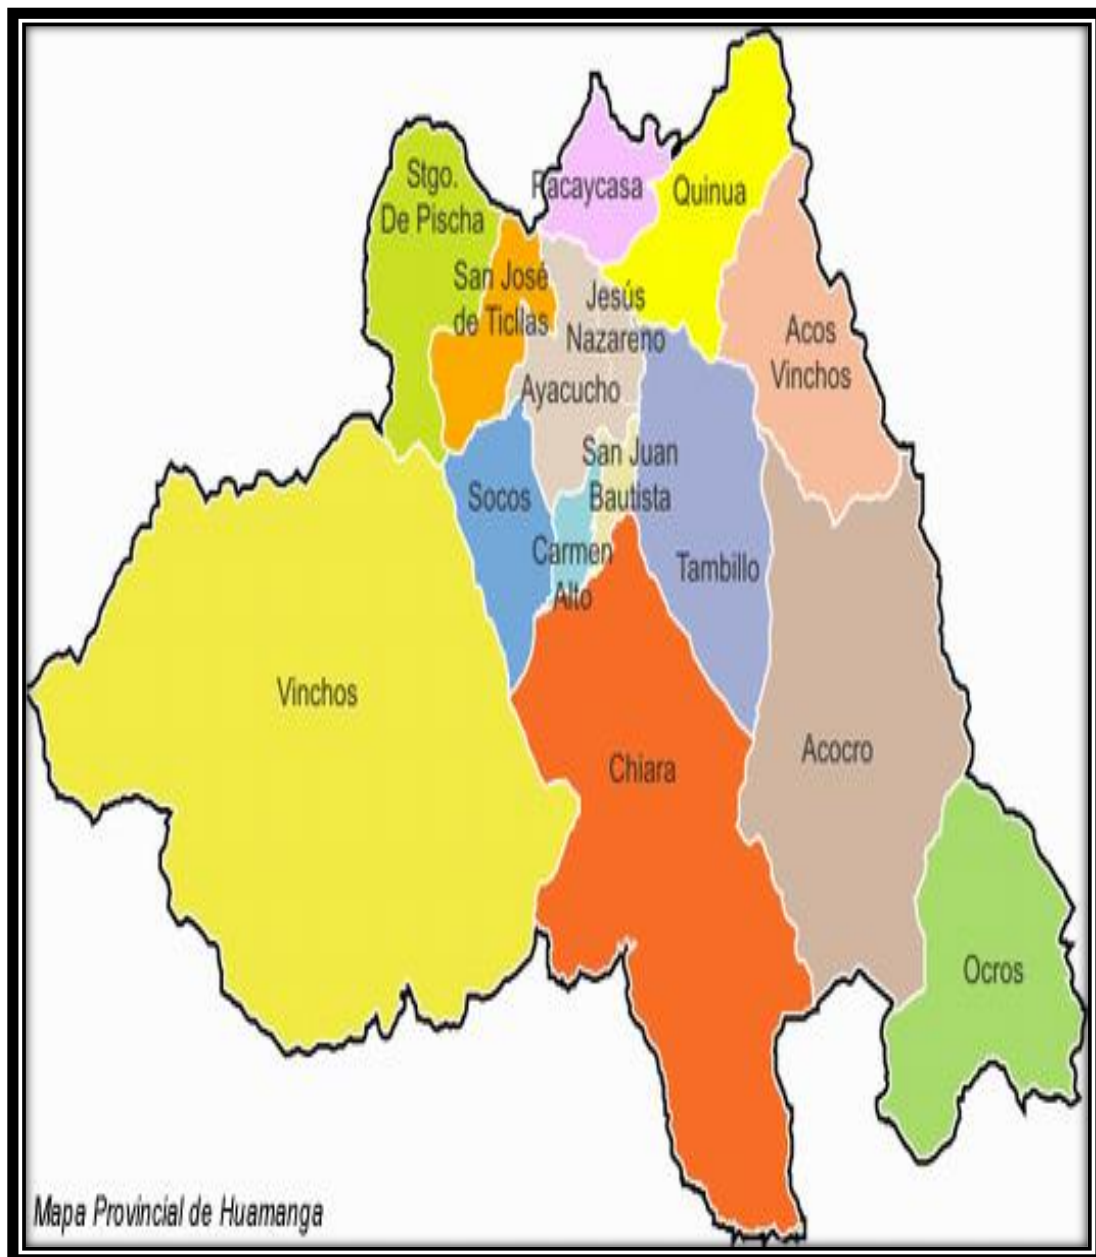 Stgo.
De Pischa
Pacaycasa
Quinua
San José
de Ticllas
Jesús
Nazareno
Acos
Vinchos
Ayacucho
San Juan
Bautista
Socos
Carmen
Alto
Tambillo
Vinchos
Chiara
Acocro
Ocros
Mapa Provincial de Huamanga